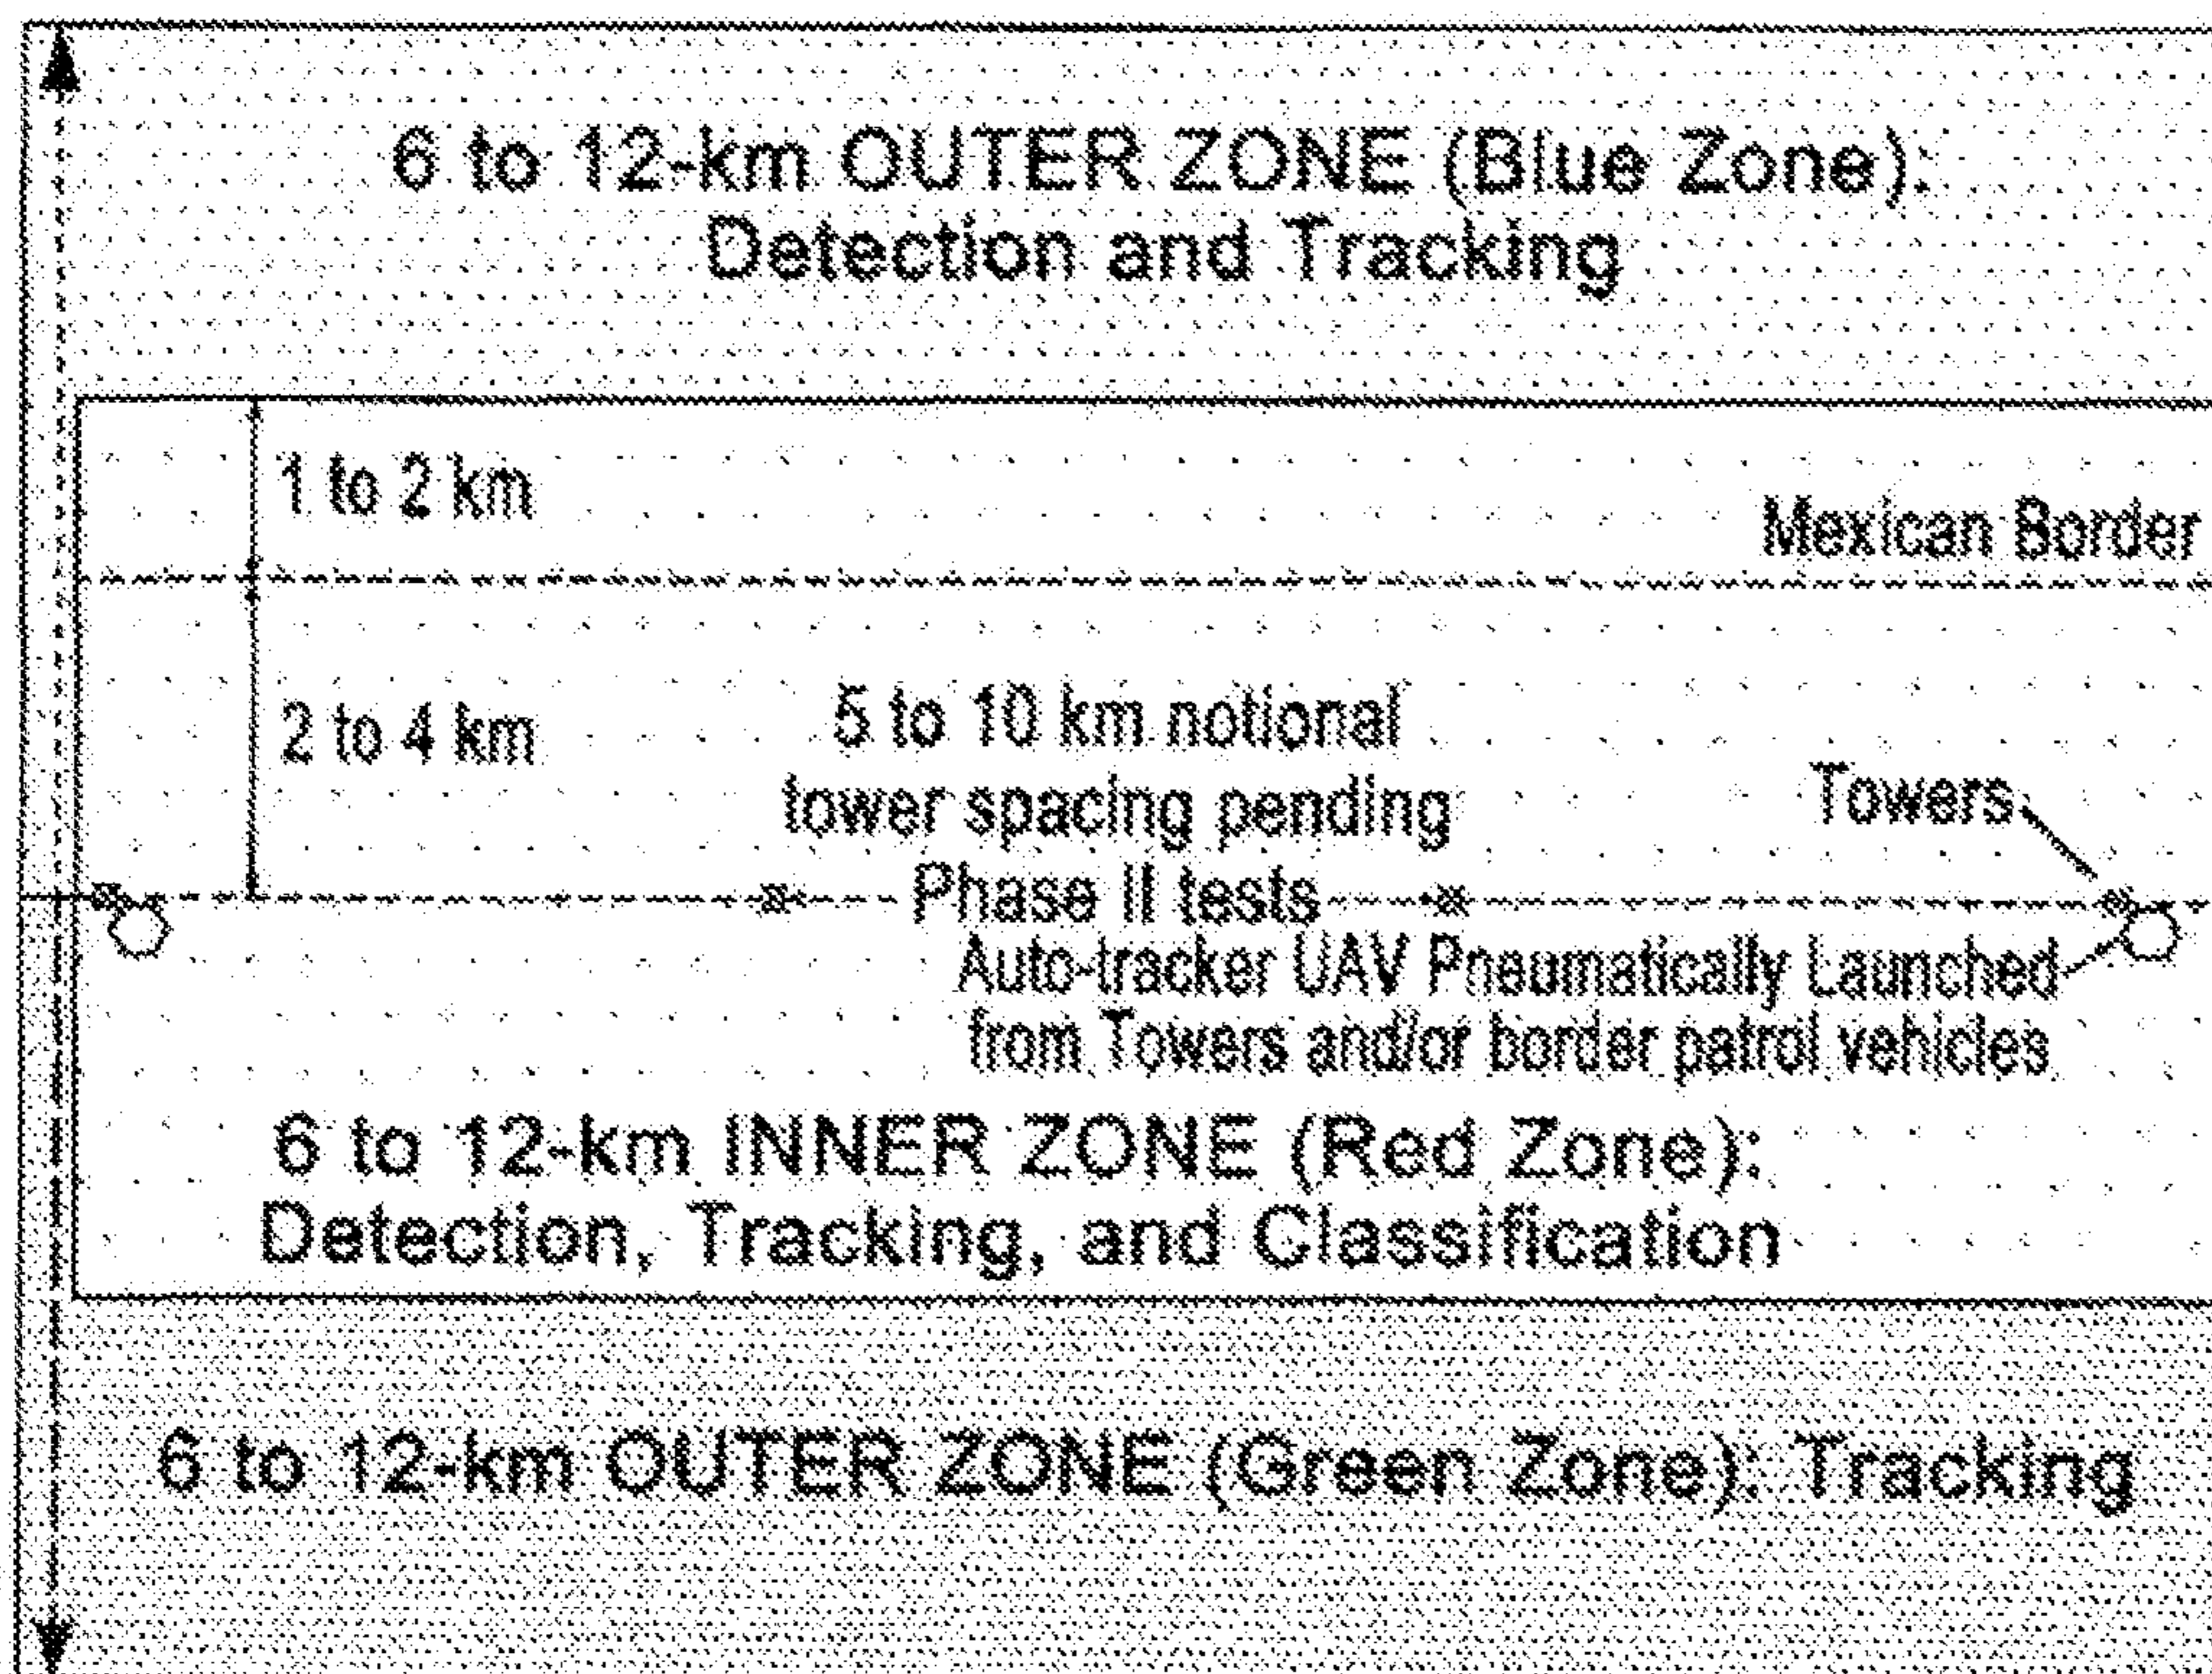 6 to 12-km OUTER ZONE (Blue Zone):
Detection and Tracking
1 to 2 km
Mexican Border
2 to 4 km
5 to 10 km notional
tower spacing pending
Phase II tests
Towers
Auto-tracker UAV Pneumatically Launched
from Towers and/or border patrol vehicles
6 to 12-km INNER ZONE (Red Zone):
Detection, Tracking, and Classification
6 to 12-km OUTER ZONE (Green Zone): Tracking